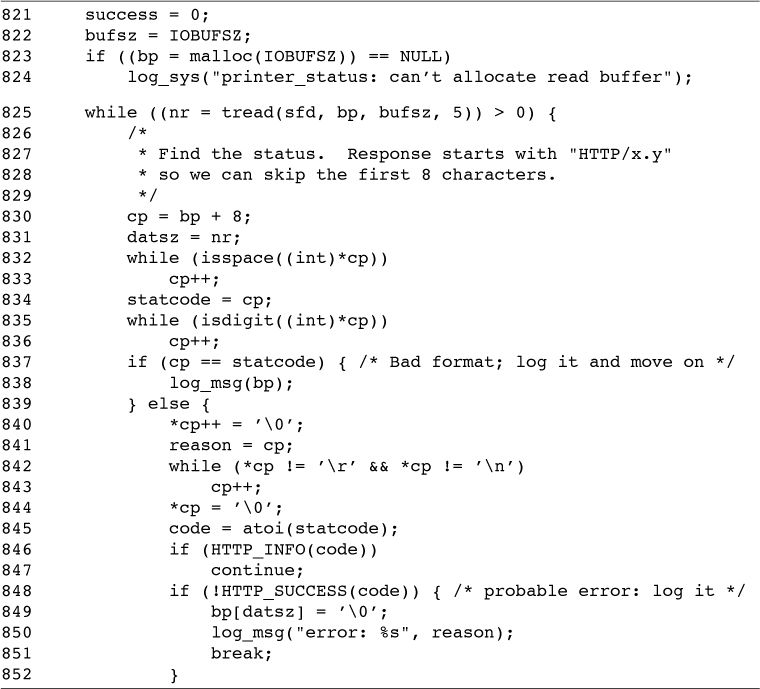 821 success = 0;
822 bufsz = IOBUFSZ;
823 if ((bp = malloc(IOBUFSZ)) == NULL)
824 log_sys("printer_status: can’t allocate read buffer");
825 while ((nr = tread(sfd, bp, bufsz, 5)) > 0) {
826 /*
827 * Find the status. Response starts with "HTTP/x.y"
828 * so we can skip the first 8 characters.
829 */
830 cp = bp + 8;
831 datsz = nr;
832 while (isspace((int)*cp))
833 cp++;
834 statcode = cp;
835 while (isdigit((int)*cp))
836 cp++;
837 if (cp == statcode) { /* Bad format; log it and move on */
838 log_msg(bp);
839 } else {
840 *cp++ = ’\0’;
841 reason = cp;
842 while (*cp != ’\r’ && *cp != ’\n’)
843 cp++;
844 *cp = ’\0’;
845 code = atoi(statcode);
846 if (HTTP_INFO(code))
847 continue;
848 if (!HTTP_SUCCESS(code)) { /* probable error: log it */
849 bp[datsz] = ’\0’;
850 log_msg("error: %s", reason);
851 break;
852 }